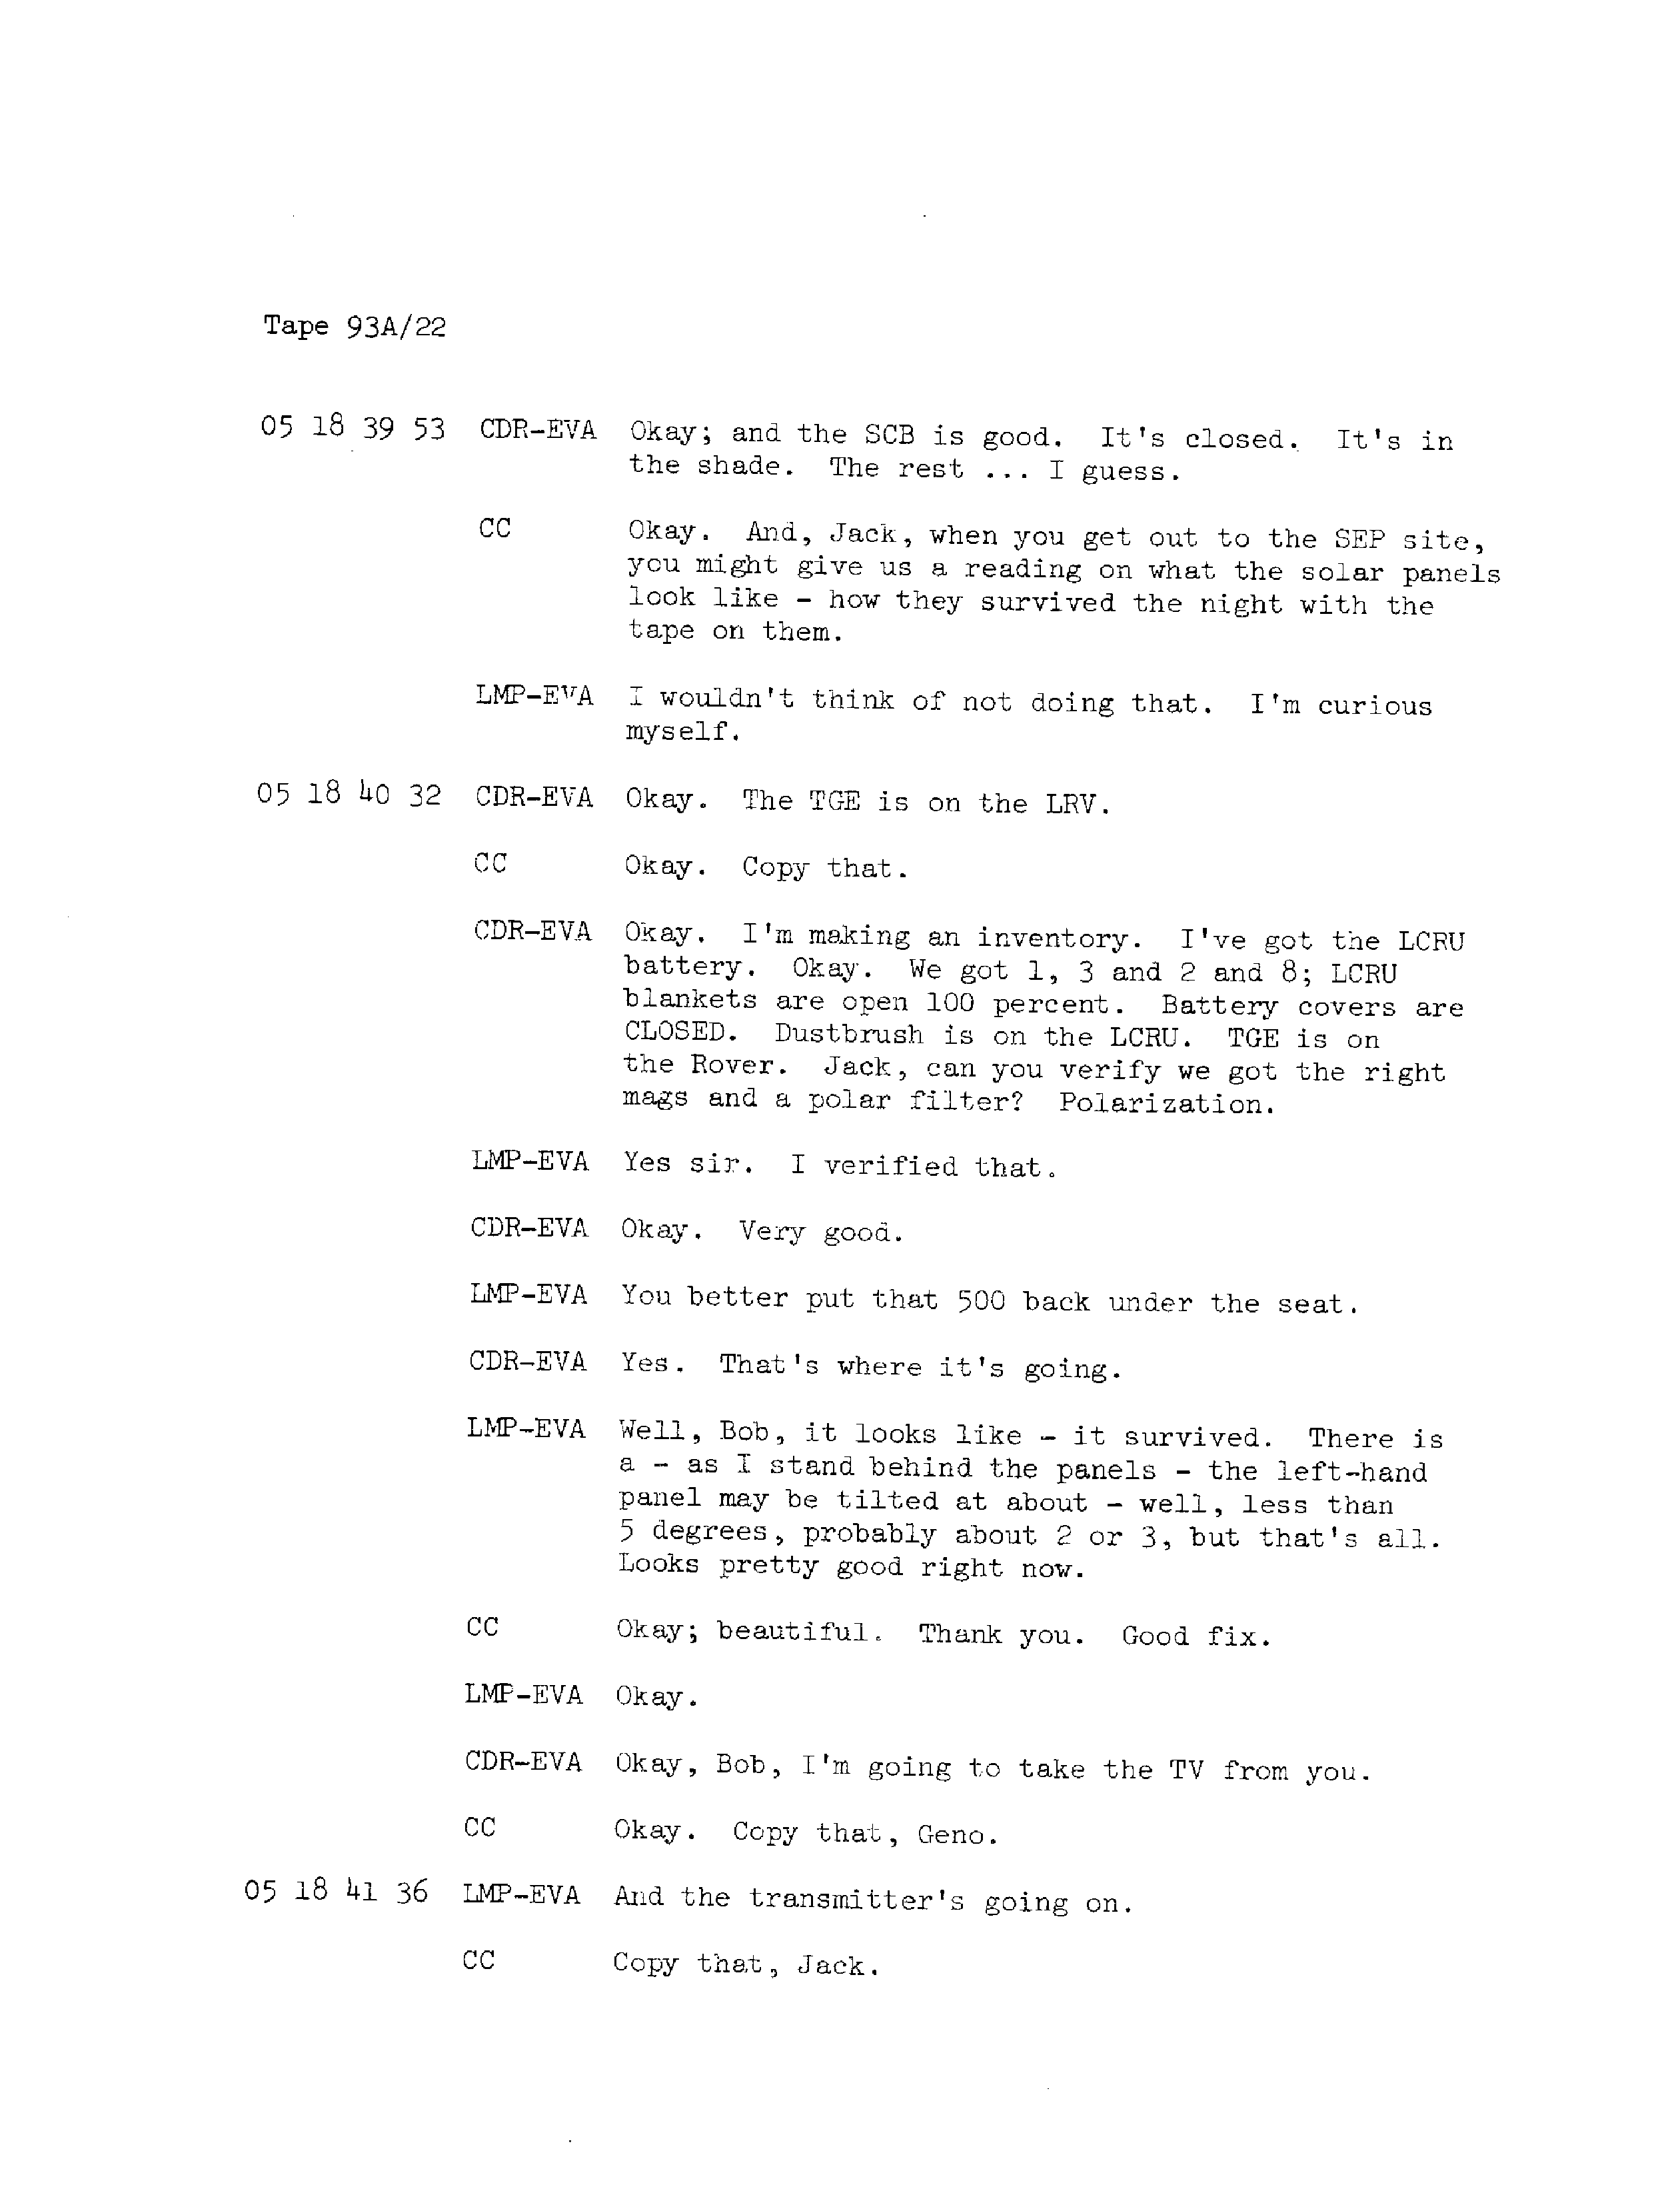 Tape 93A/22
05 18 39 53 CDR-EVA Okay; and the SCB is good. It's closed. It's in
the shade. The rest ... I guess.
CC Okay. And, Jack, when you get out to the SEP site,
you might give us a reading on what the solar panels
look like - how they survived the night with the
tape on them.
LMP-EVA I wouldn't think of not doing that. I'm curious
myself.
05 18 40 32 CDR-EVA Okay. The TGE is on the LRV.
CC Okay. Copy that.
CDR-EVA Okay. I'm making an inventory. I've got the LCRU
battery. Okay. We got 1, 3 and 2 and 8; LCRU
blankets are open 100 percent. Battery covers are
CLOSED. Dustbrush is on the LCRU. TGE is on
the Rover. Jack, can you verify we got the right
mags and a polar filter? Polarization.
LMP-EVA Yes sir. I verified that.
CDR-EVA Okay. Very good.
LMP-EVA You better put that 500 back under the seat.
CDR-EVA Yes. That's where it's going.
LMP-EVA Well, Bob, it looks like - it survived. There is
a - as I stand behind the panels - the left-hand
panel may be tilted at about - well, less than
5 degrees, probably about 2 or 3, but that's all.
Looks pretty good right now.
CC Okay; beautiful. Thank you. Good fix.
LMP-EVA Okay.
CDR-EVA Okay, Bob, I'm going to take the TV from you.
CC Okay. Copy that, Geno.
05 18 41 36 LMP-EVA And the transmitter's going on.
CC Copy that, Jack.